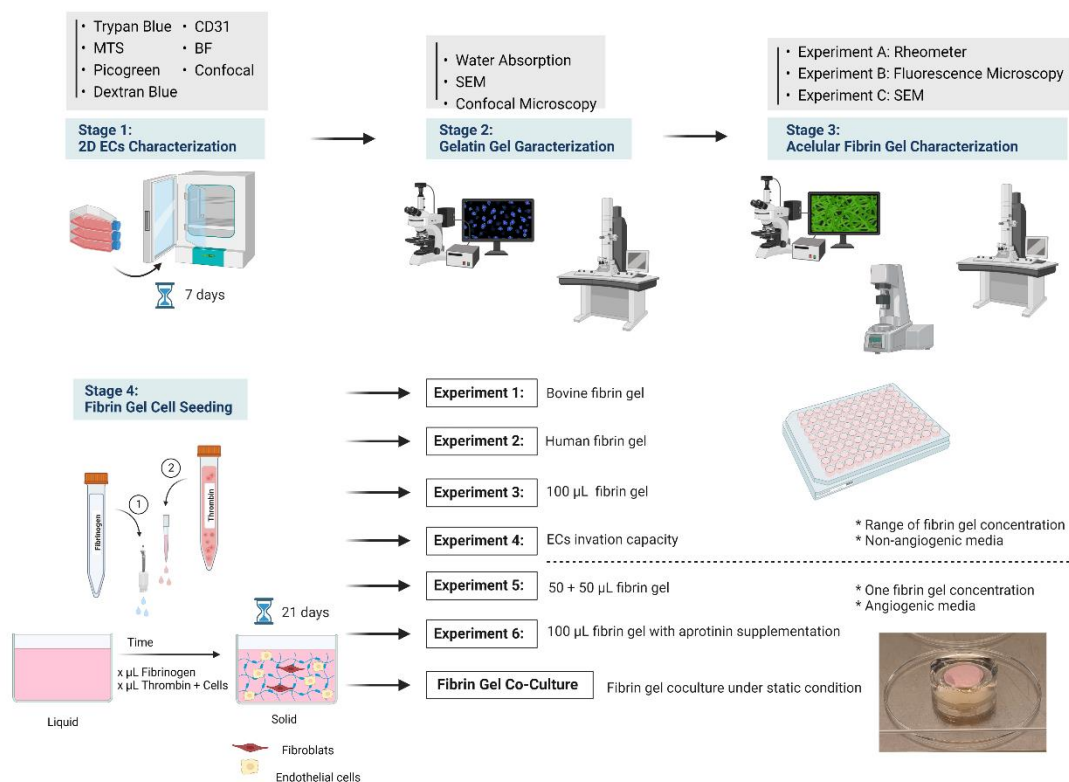 • Trypan Blue
• MTS
• Picogreen
• Dextran Blue
• CD31
• BF
• Confocal
Stage 1:
2D ECs Characterization
7 days
• Water Absorption
• SEM
• Confocal Microscopy
Stage 2:
Gelatin Gel Garacterization
• Experiment A: Rheometer
• Experiment B: Fluorescence Microscopy
• Experiment C: SEM
Stage 3:
Acelular Fibrin Gel Characterization
Stage 4:
Fibrin Gel Cell Seeding
Fibrinogen
1
2
Thrombin
21 days
Time
x µL Fibrinogen
x µL Thrombin + Cells
Liquid
Solid
Fibroblats
Endothelial cells
Experiment 1: Bovine fibrin gel
Experiment 2: Human fibrin gel
Experiment 3: 100 µL fibrin gel
Experiment 4: ECs invation capacity
Experiment 5: 50 + 50 µL fibrin gel
Experiment 6: 100 µL fibrin gel with aprotinin supplementation
Fibrin Gel Co-Culture Fibrin gel coculture under static condition
* Range of fibrin gel concentration
* Non-angiogenic media
* One fibrin gel concentration
* Angiogenic media